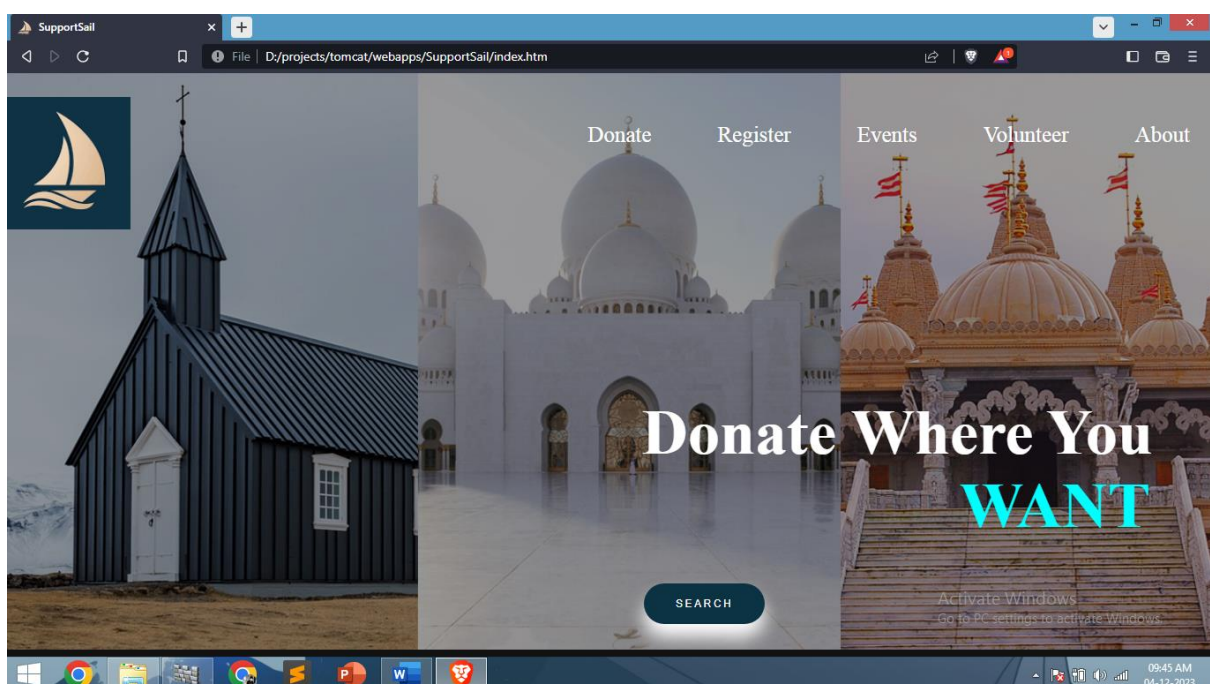 SupportSail
File | D:/projects/tomcat/webapps/SupportSail/index.htm
Donate Register Events Volunteer About
Donate Where You
WANT
SEARCH
Activate Windows
Go to PC settings to activate Windows.
09:45 AM
04-12-2023